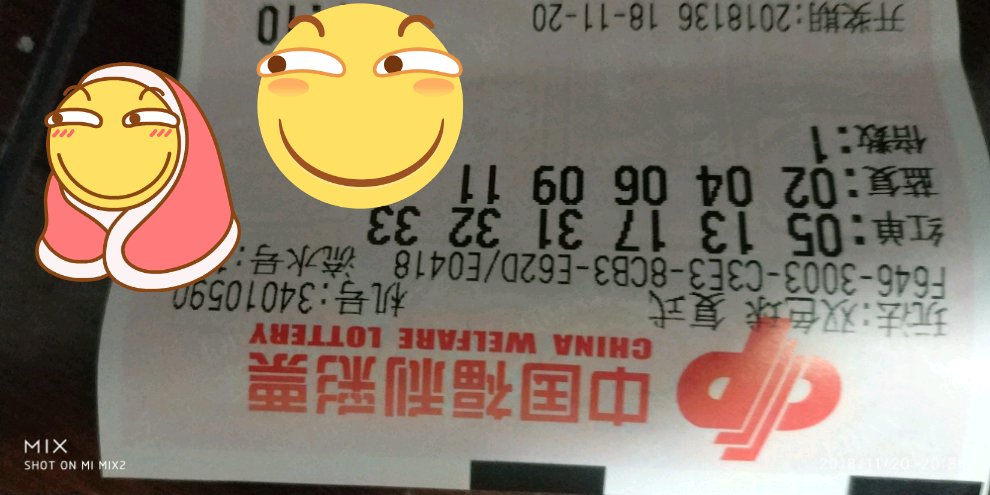 中国福利彩票
CHINA WELFARE LOTTERY
玩法:双色球 复式 机号:34010590
F646-3003-C3E3-8CB3-E62D/E0418 流水号:
红单:05 13 17 31 32 33
蓝复:02 04 06 09 11
倍数:1
开奖期:2018136 18-11-20
MIX
SHOT ON MI MIX2